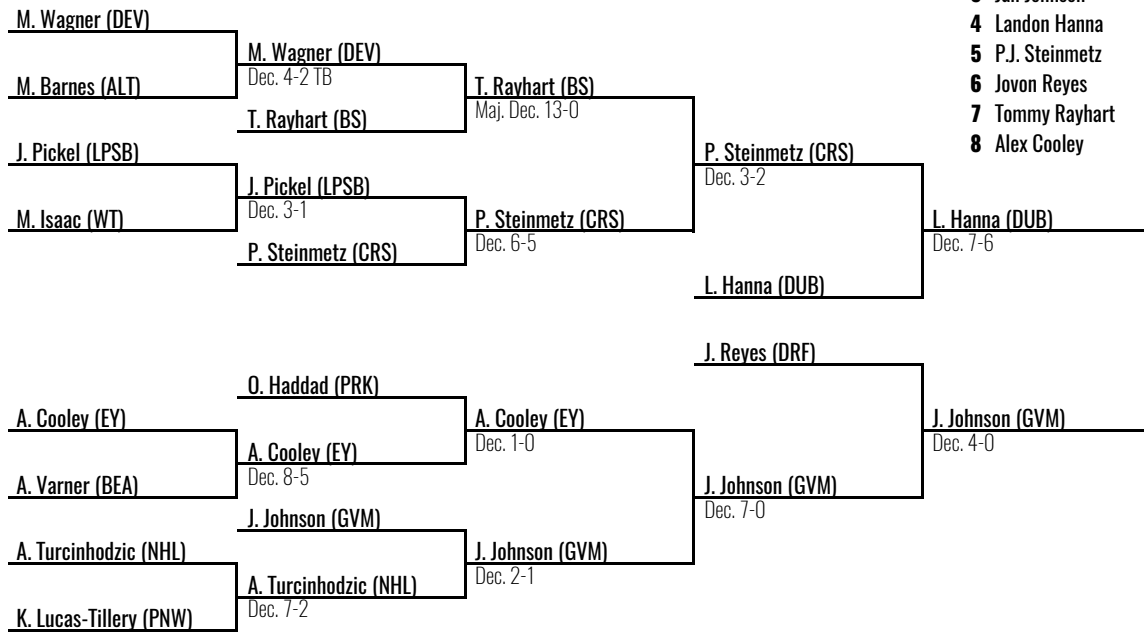 M. Wagner (DEV)
M. Barnes (ALT)
J. Pickel (LPSB)
M. Isaac (WT)
M. Wagner (DEV)
Dec. 4-2 TB
T. Rayhart (BS)
J. Pickel (LPSB)
Dec. 3-1
P. Steinmetz (CRS)
T. Rayhart (BS)
Maj. Dec. 13-0
P. Steinmetz (CRS)
Dec. 6-5
P. Steinmetz (CRS)
Dec. 3-2
L. Hanna (DUB)
L. Hanna (DUB)
Dec. 7-6
4 Landon Hanna
5 P.J. Steinmetz
6 Jovon Reyes
7 Tommy Rayhart
8 Alex Cooley
A. Cooley (EY)
A. Varner (BEA)
A. Turcinhodzic (NHL)
K. Lucas-Tillery (PNW)
O. Haddad (PRK)
A. Cooley (EY)
Dec. 8-5
J. Johnson (GVM)
A. Turcinhodzic (NHL)
Dec. 7-2
A. Cooley (EY)
Dec. 1-0
J. Johnson (GVM)
Dec. 2-1
J. Reyes (DRF)
J. Johnson (GVM)
Dec. 7-0
J. Johnson (GVM)
Dec. 4-0